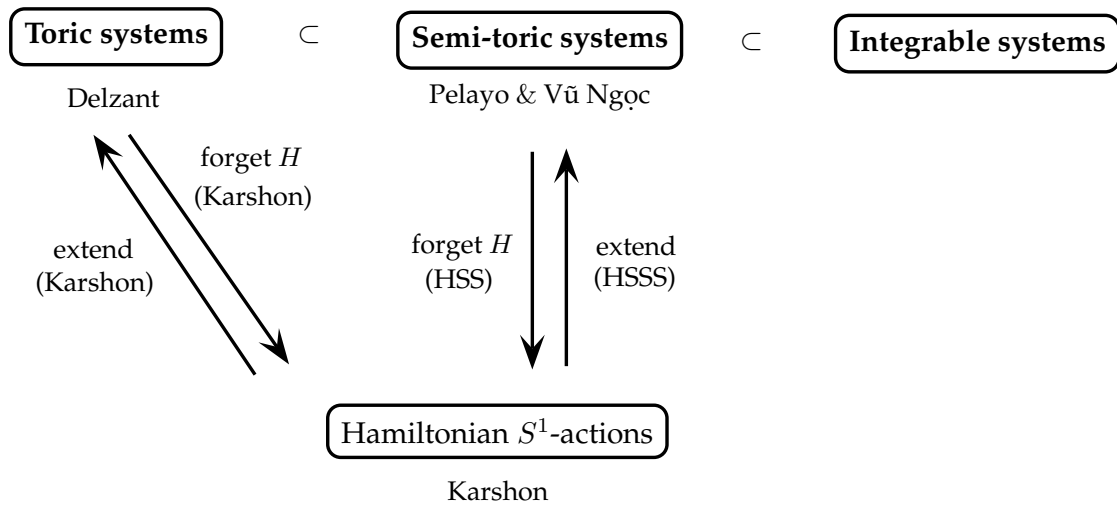 Toric systems ⊂ Semi-toric systems ⊂ Integrable systems
Delzant
Pelayo & Vũ Ngọc
forget H
(Karshon)
extend
(Karshon)
forget H
(HSS)
extend
(HSSS)
Hamiltonian S¹-actions
Karshon